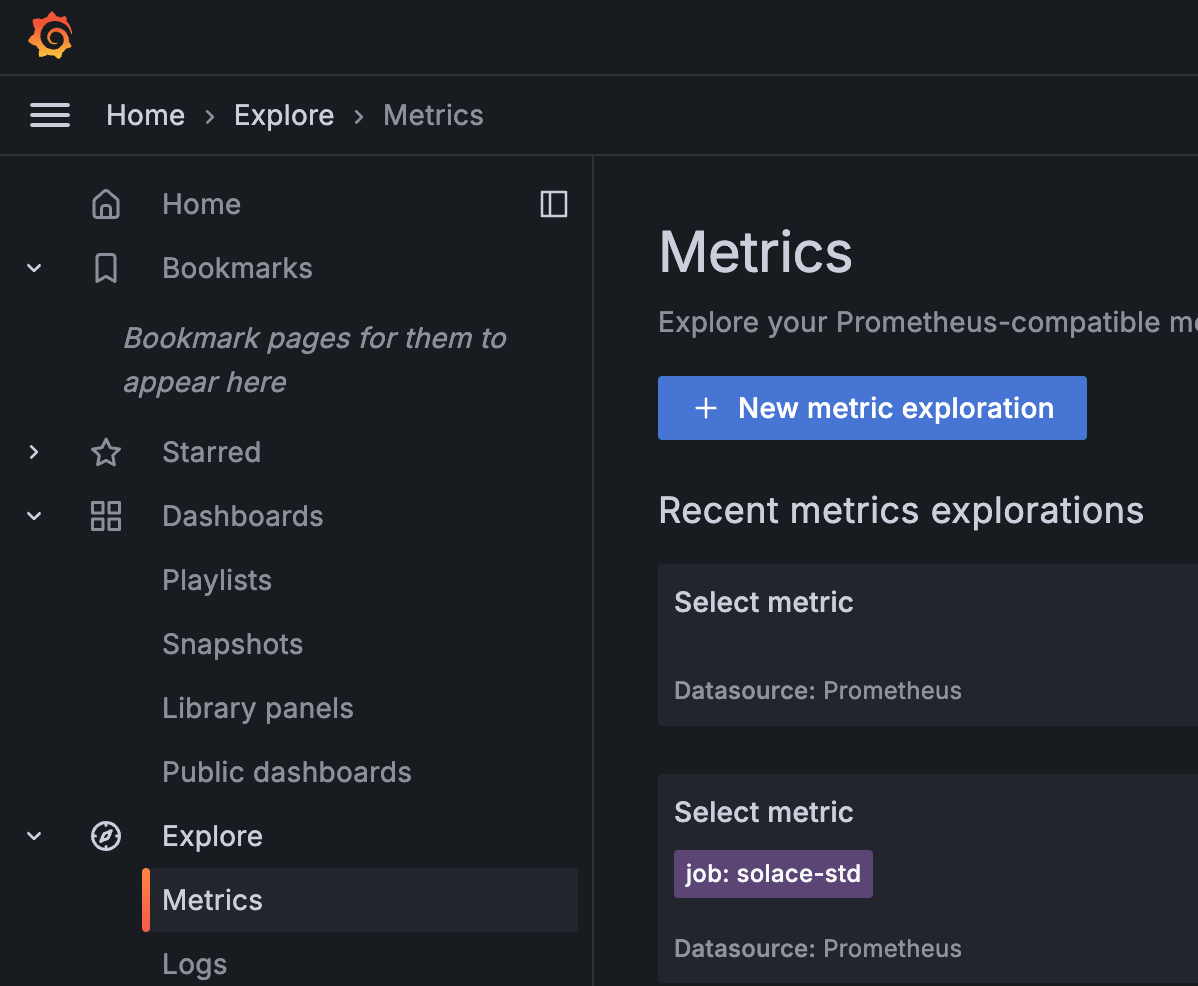 Home › Explore › Metrics
Home
Bookmarks
Bookmark pages for them to
appear here
Starred
Dashboards
Playlists
Snapshots
Library panels
Public dashboards
Explore
Metrics
Logs
Metrics
Explore your Prometheus-compatible
+ New metric exploration
Recent metrics explorations
Select metric
Datasource: Prometheus
Select metric
job: solace-std
Datasource: Prometheus